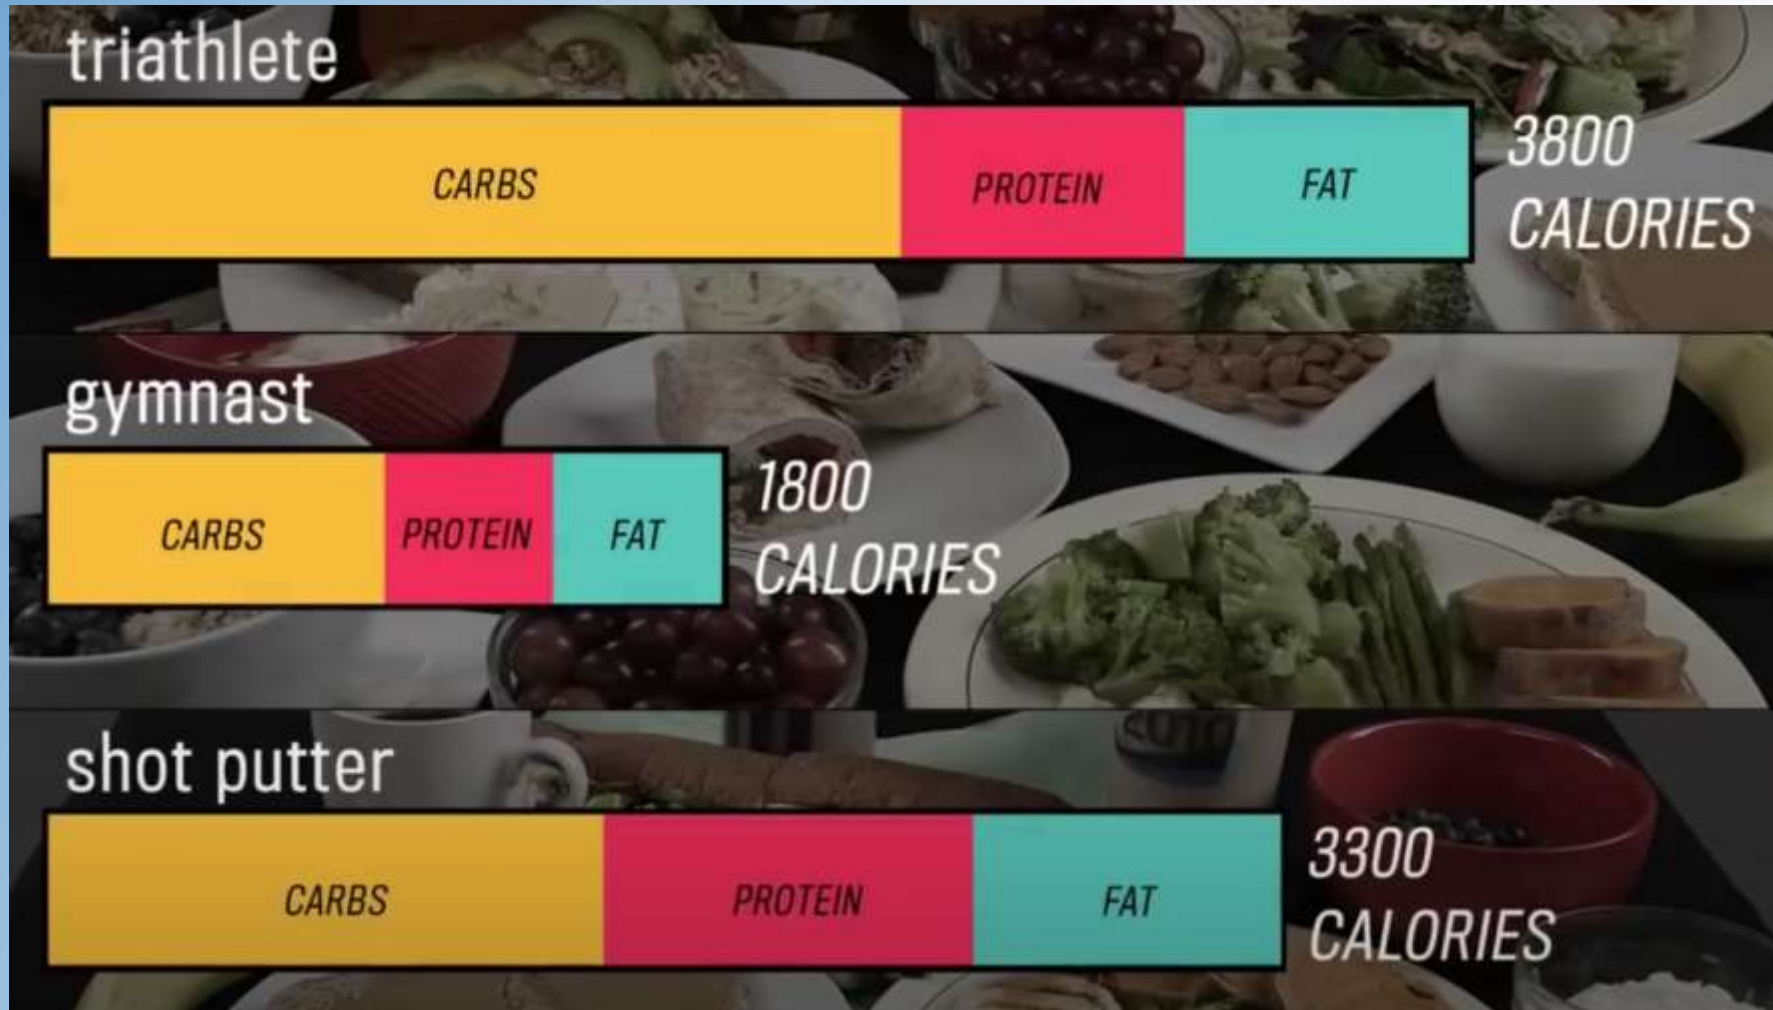 triathlete
CARBS PROTEIN FAT
3800
CALORIES
gymnast
CARBS PROTEIN FAT
1800
CALORIES
shot putter
CARBS PROTEIN FAT
3300
CALORIES